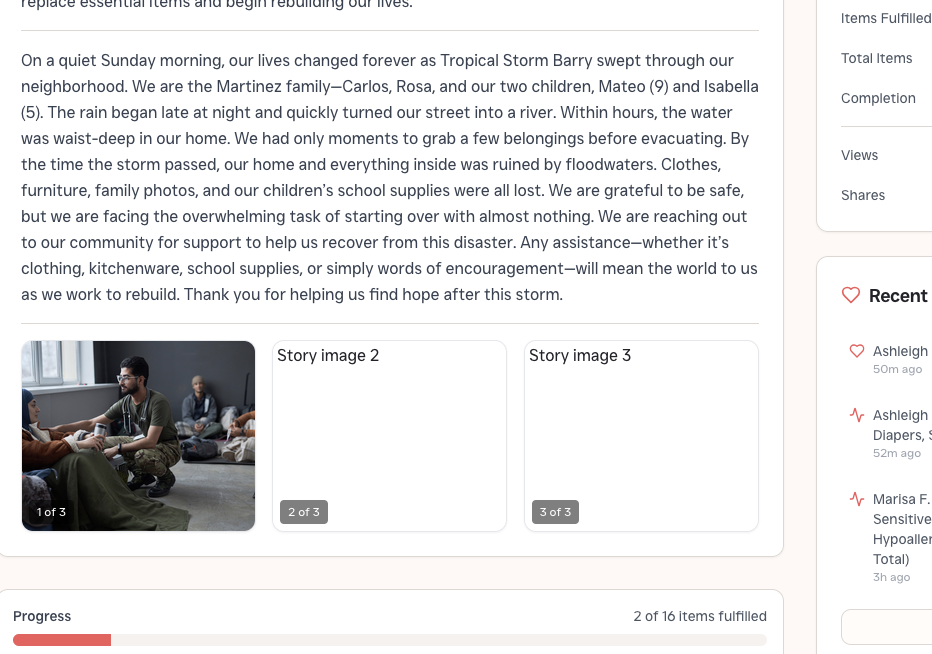 replace essential items and begin rebuilding our lives.
On a quiet Sunday morning, our lives changed forever as Tropical Storm Barry swept through our
neighborhood. We are the Martinez family—Carlos, Rosa, and our two children, Mateo (9) and Isabella
(5). The rain began late at night and quickly turned our street into a river. Within hours, the water
was waist-deep in our home. We had only moments to grab a few belongings before evacuating. By
the time the storm passed, our home and everything inside was ruined by floodwaters. Clothes,
furniture, family photos, and our children’s school supplies were all lost. We are grateful to be safe,
but we are facing the overwhelming task of starting over with almost nothing. We are reaching out
to our community for support to help us recover from this disaster. Any assistance—whether it’s
clothing, kitchenware, school supplies, or simply words of encouragement—will mean the world to us
as we work to rebuild. Thank you for helping us find hope after this storm.
1 of 3
Story image 2
2 of 3
Story image 3
3 of 3
Progress
2 of 16 items fulfilled
Items Fulfilled
Total Items
Completion
Views
Shares
Recent
Ashleigh
50m ago
Ashleigh
Diapers,
52m ago
Marisa F.
Sensitive
Hypoaller
Total)
3h ago